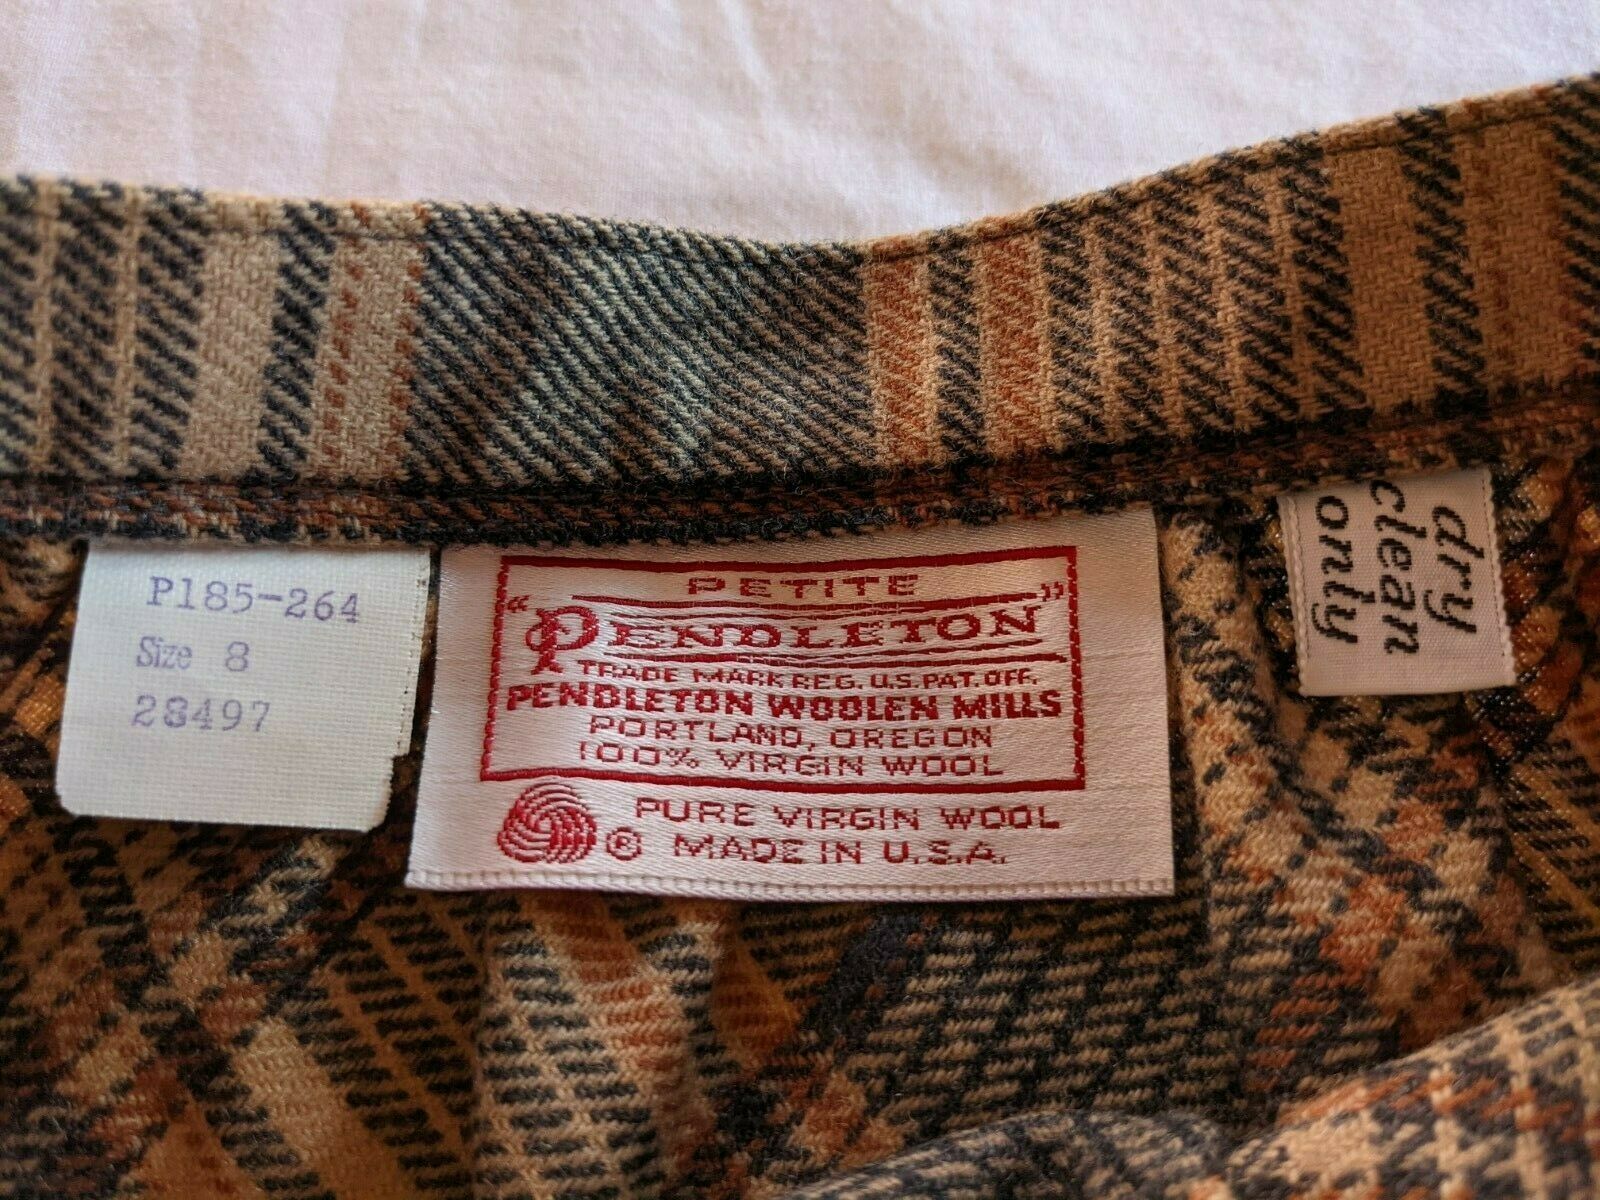 P185-264
Size 8
28497
PETITE
"PENDLETON"
TRADE MARK REG. U.S. PAT. OFF.
PENDLETON WOOLEN MILLS
PORTLAND, OREGON
100% VIRGIN WOOL
® PURE VIRGIN WOOL
MADE IN U.S.A.
dry
clean
only